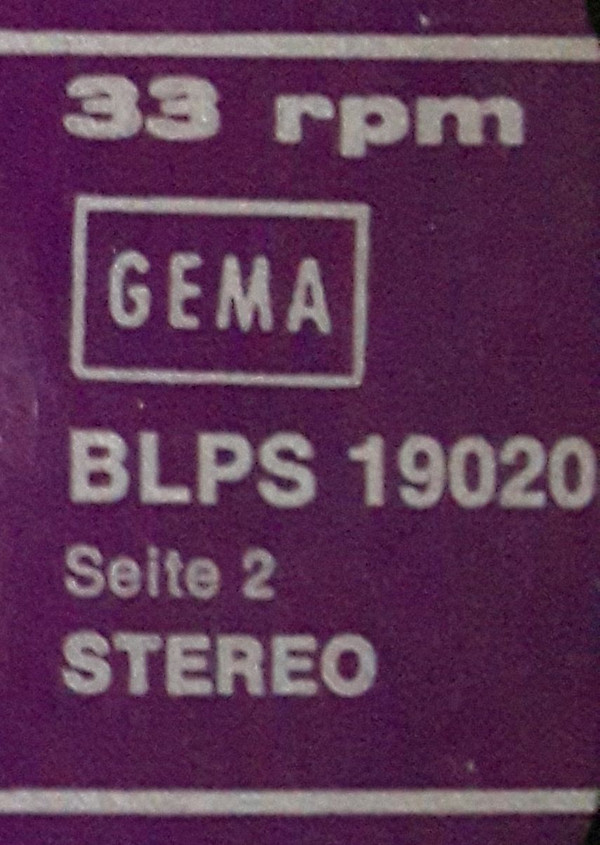 33 rpm
GEMA
BLPS 19020
Seite 2
STEREO